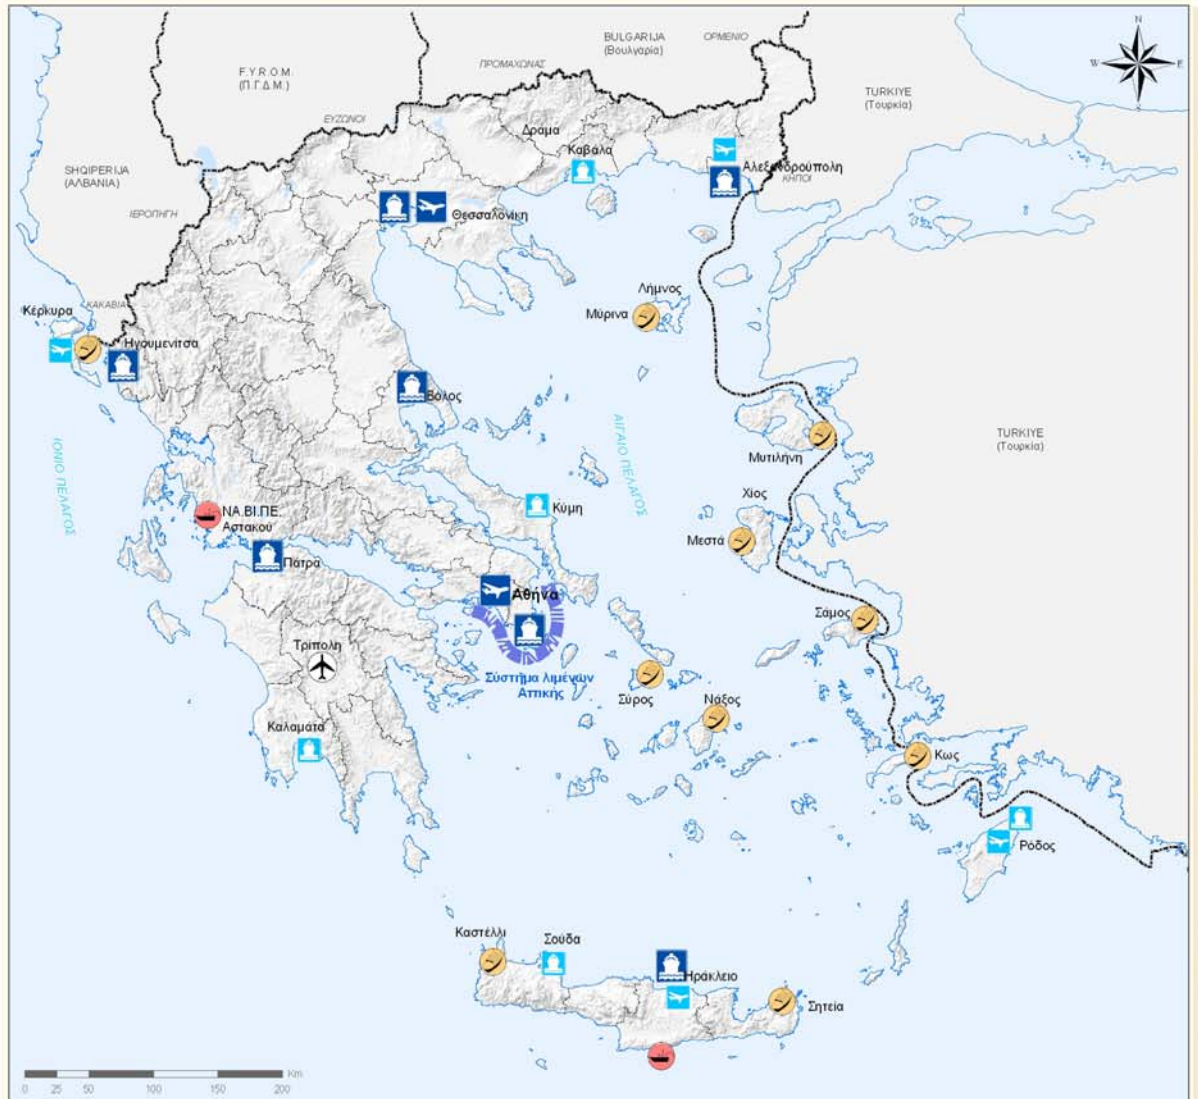 N
W
E
S
BULGARIJA
(Βουλγαρία)
ΟΡΜΕΝΙΟ
ΠΡΟΜΑΧΩΝΑΣ
F.Y.R.O.M.
(Π.Γ.Δ.Μ.)
TURKIYE
(Τουρκία)
ΕΥΖΩΝΟΙ
Δράμα
Καβάλα
Αλεξανδρούπολη
ΚΗΠΟΙ
SHQIPERIJA
(ΑΛΒΑΝΙΑ)
ΙΕΡΟΠΗΓΗ
Θεσσαλονίκη
Λήμνος
Μύρινα
ΚΑΚΑΒΙΑ
Κέρκυρα
Ηγουμενίτσα
Βόλος
ΙΟΝΙΟ ΠΕΛΑΓΟΣ
ΑΙΓΑΙΟ ΠΕΛΑΓΟΣ
TURKIYE
(Τουρκία)
Μυτιλήνη
Χίος
Κύμη
ΝΑ.ΒΙ.ΠΕ.
Αστακού
Μεστά
Πάτρα
Αθήνα
Σάμος
Τρίπολη
Σύστημα λιμένων
Αττικής
Σύρος
Νάξος
Καλαμάτα
Κως
Ρόδος
Καστέλλι
Σούδα
Ηράκλειο
Σητεία
Km
0 25 50 100 150 200